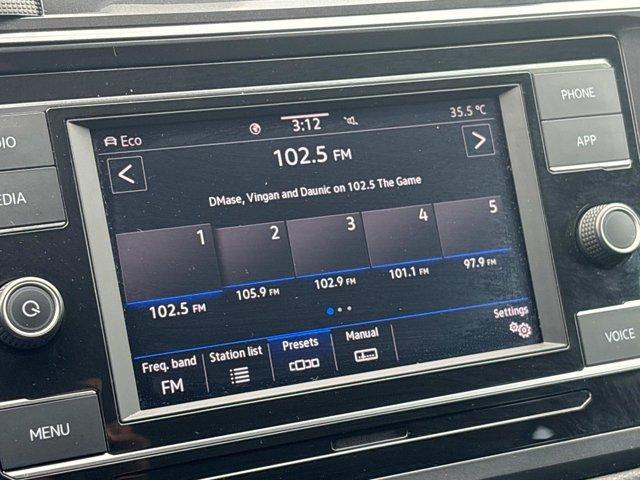 Eco 3:12 35.5 °C
102.5 FM
DMase, Vingan and Daunic on 102.5 The Game
1 2 3 4 5
102.5 FM 105.9 FM 102.9 FM 101.1 FM 97.9 FM
Freq. band Station list Presets Manual Settings
FM
DIO
EDIA
MENU
PHONE
APP
VOICE